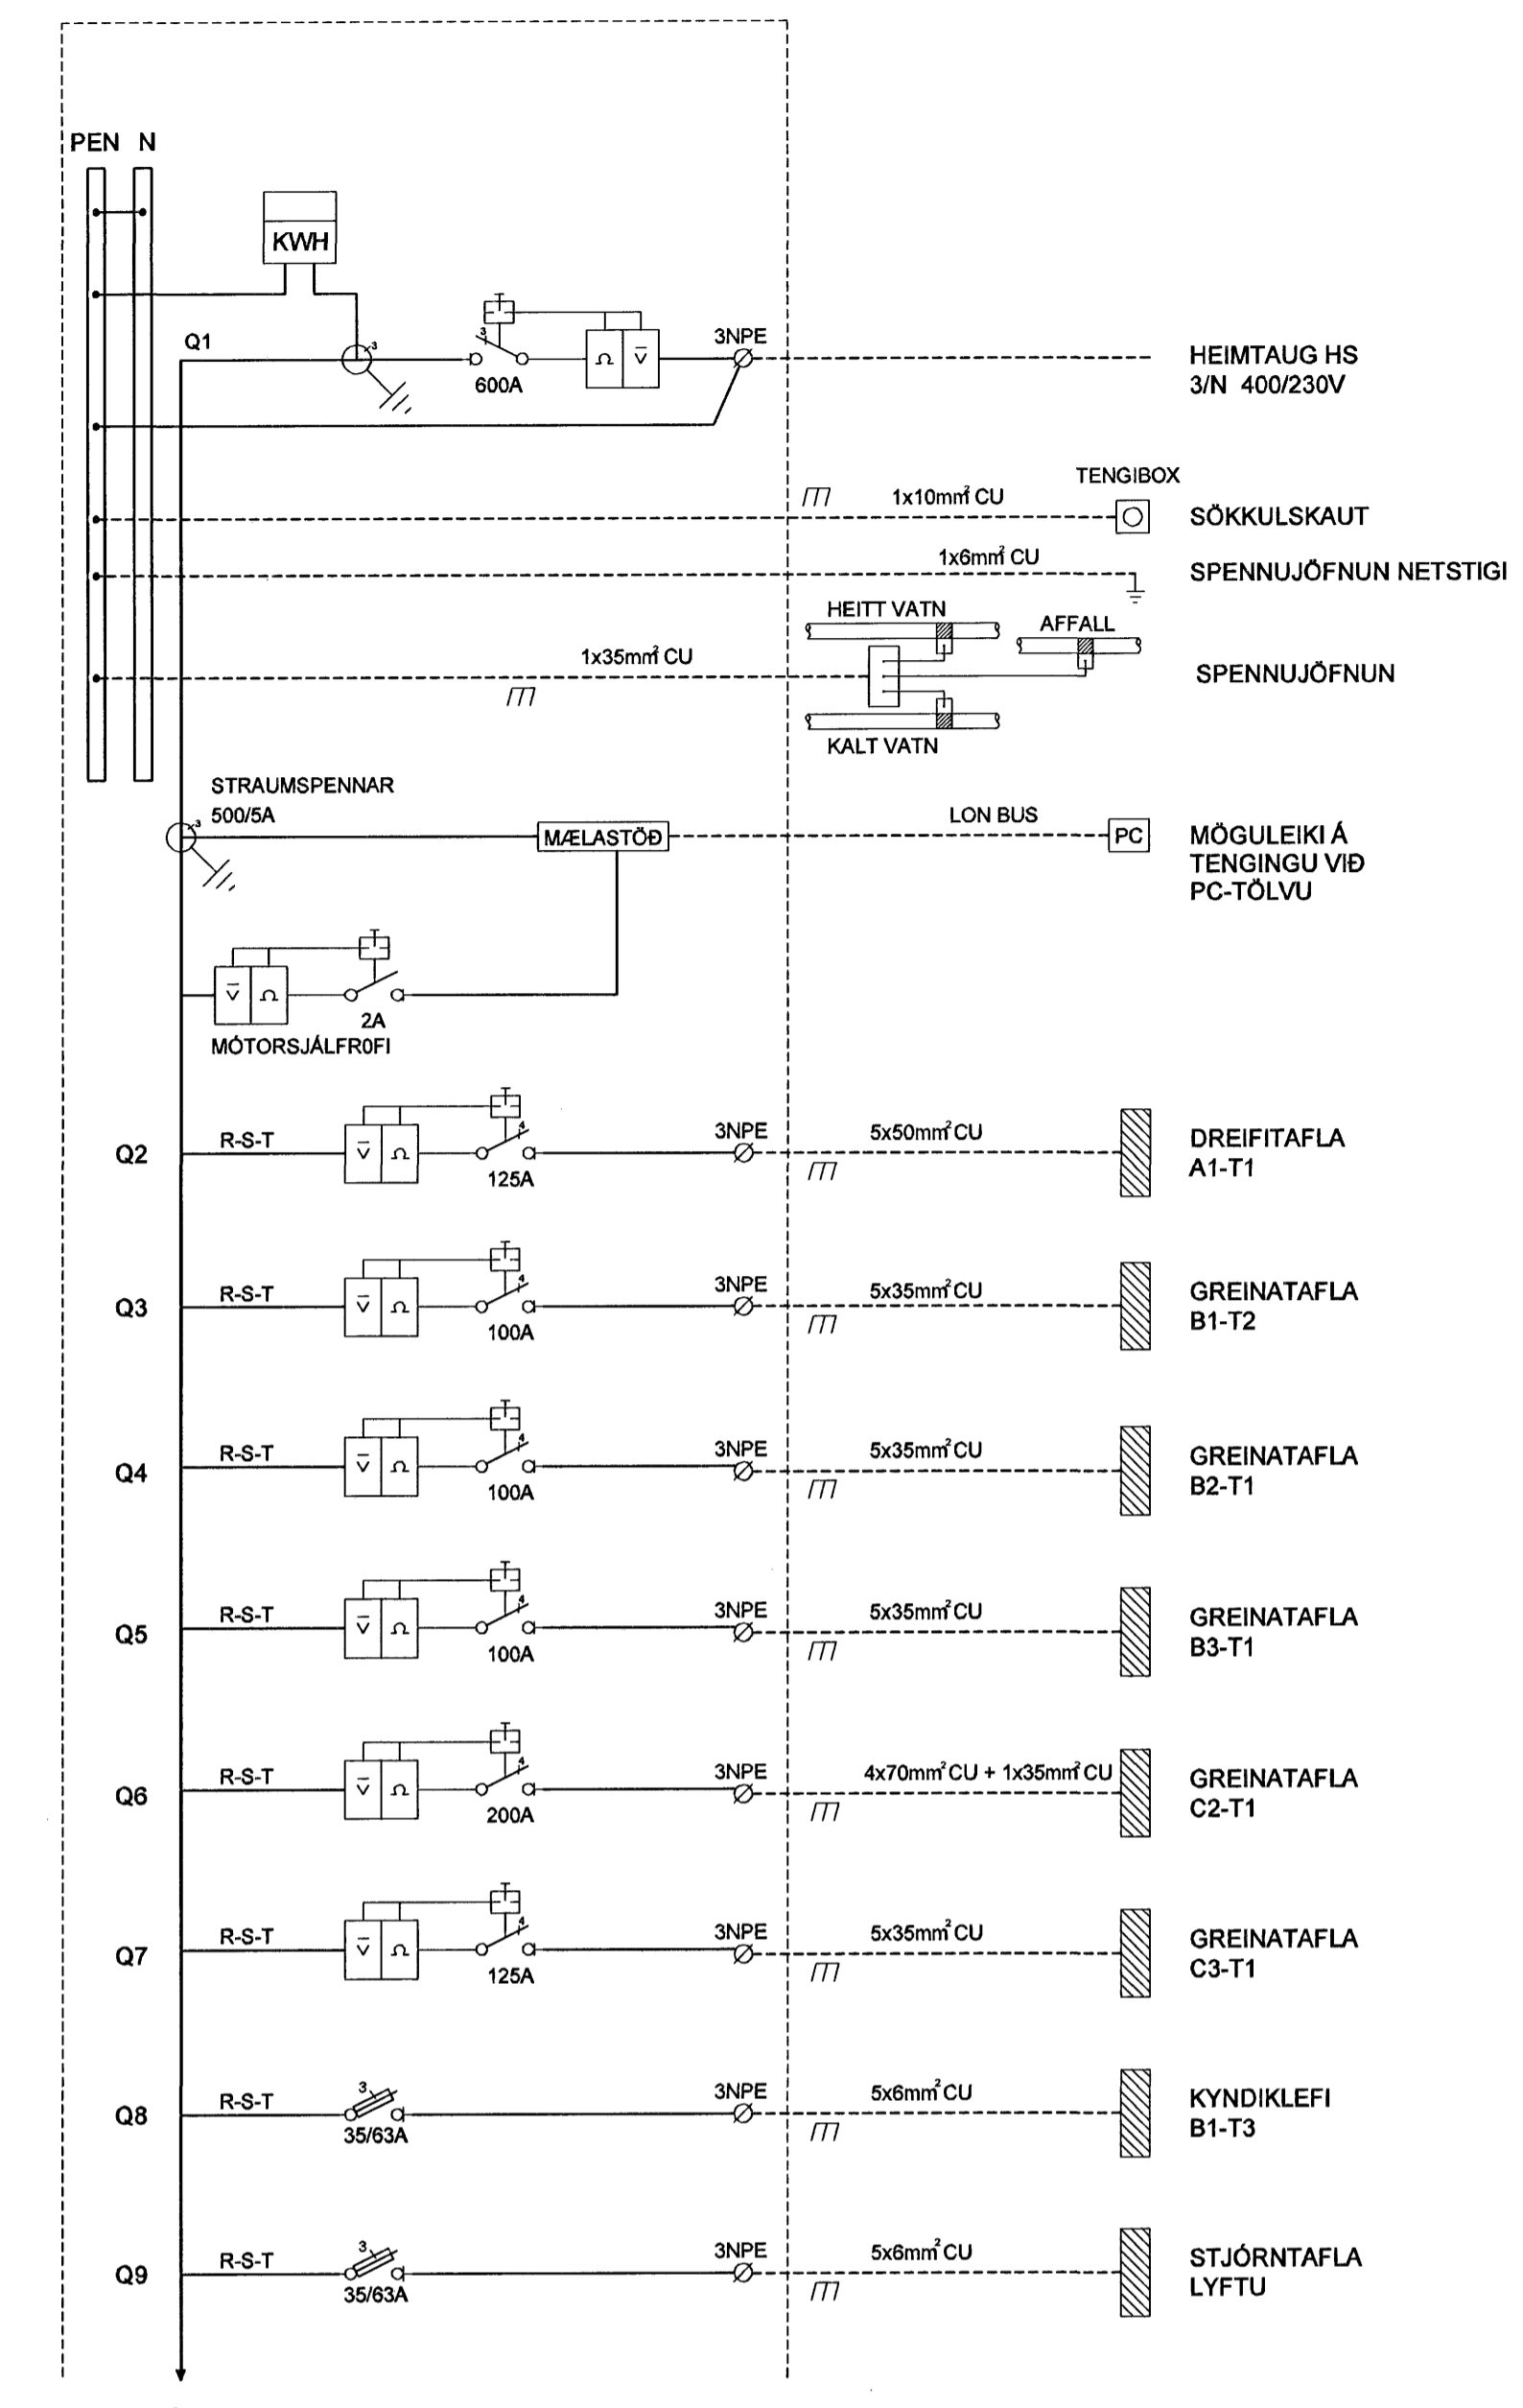 PEN N
KWH
Q1
3
3
600A
3NPE
HEIMTAUG HS
3/N 400/230V
TENGIBOX
1x10mm² CU
SÖKKULSKAUT
1x6mm² CU
SPENNUJÖFNUN NETSTIGI
HEITT VATN
AFFALL
1x35mm² CU
SPENNUJÖFNUN
KALT VATN
STRAUMSPENNAR
500/5A
3
MÆLASTÖÐ
LON BUS
PC
MÖGULEIKI Á
TENGINGU VIÐ
PC-TÖLVU
2A
MÓTORSJÁLFROFI
Q2
R-S-T
4
125A
3NPE
5x50mm² CU
DREIFITAFLA
A1-T1
Q3
R-S-T
4
100A
3NPE
5x35mm² CU
GREINATAFLA
B1-T2
Q4
R-S-T
4
100A
3NPE
5x35mm² CU
GREINATAFLA
B2-T1
Q5
R-S-T
4
100A
3NPE
5x35mm² CU
GREINATAFLA
B3-T1
Q6
R-S-T
4
200A
3NPE
4x70mm² CU + 1x35mm² CU
GREINATAFLA
C2-T1
Q7
R-S-T
4
125A
3NPE
5x35mm² CU
GREINATAFLA
C3-T1
Q8
R-S-T
3
35/63A
3NPE
5x6mm² CU
KYNDIKLEFI
B1-T3
Q9
R-S-T
3
35/63A
3NPE
5x6mm² CU
STJÓRNTAFLA
LYFTU